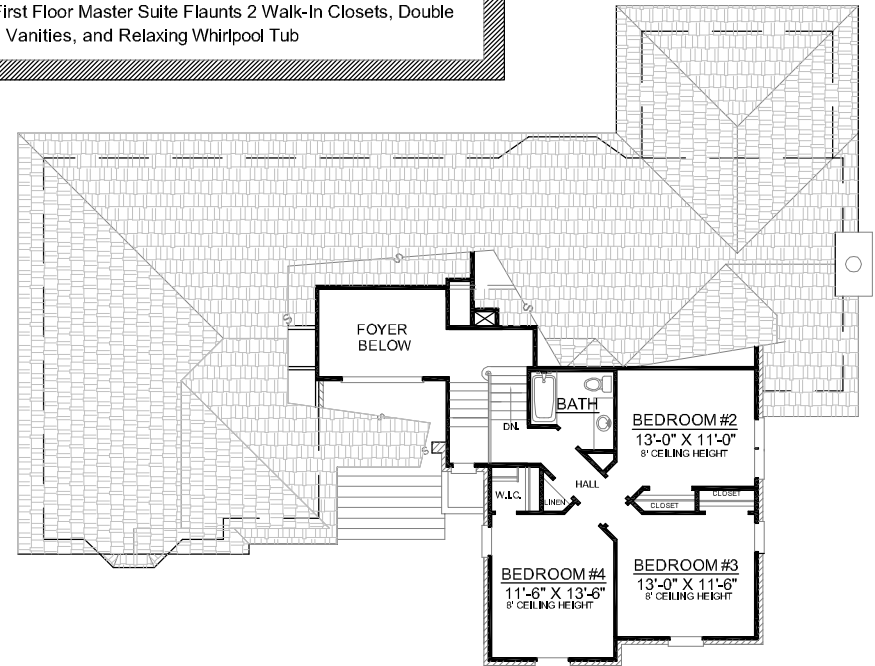 First Floor Master Suite Flaunts 2 Walk-In Closets, Double
Vanities, and Relaxing Whirlpool Tub
S
S
S
FOYER
BELOW
S
S
DN.
BATH
BEDROOM #2
13'-0" X 11'-0"
8' CEILING HEIGHT
HALL
W.I.C.
LINEN
CLOSET
CLOSET
BEDROOM #4
11'-6" X 13'-6"
8' CEILING HEIGHT
BEDROOM #3
13'-0" X 11'-6"
8' CEILING HEIGHT